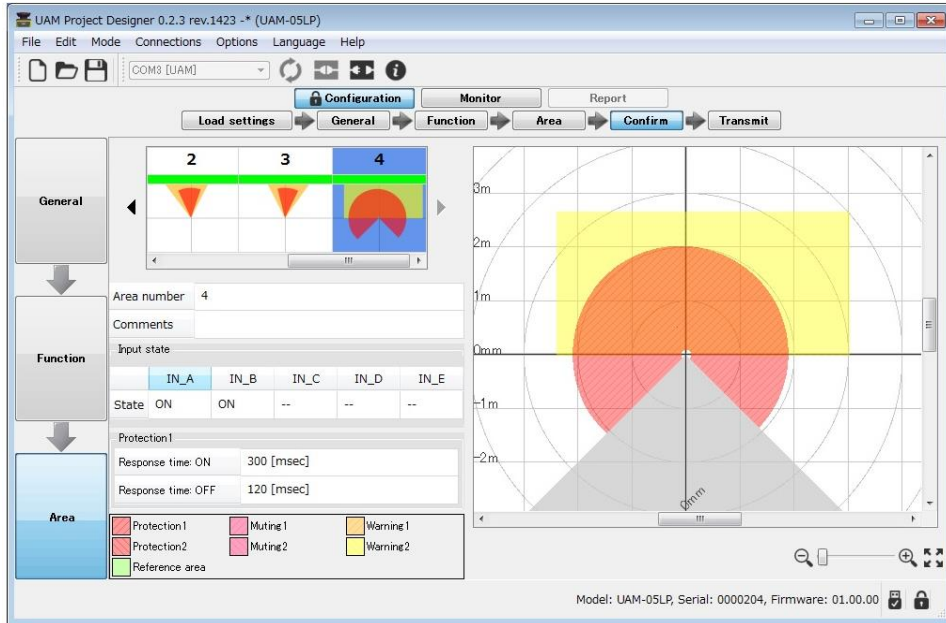 UAM Project Designer 0.2.3 rev.1423 -* (UAM-05LP)
File Edit Mode Connections Options Language Help
COM3 [UAM]
Configuration Monitor Report
Load settings General Function Area Confirm Transmit
General
Function
Area
2 3 4
Area number 4
Comments
Input state
IN_A IN_B IN_C IN_D IN_E
State ON ON -- -- --
Protection1
Response time: ON 300 [msec]
Response time: OFF 120 [msec]
Protection1 Muting1 Warning1
Protection2 Muting2 Warning2
Reference area
3m
2m
1m
0mm
-1m
-2m
0mm
Model: UAM-05LP, Serial: 0000204, Firmware: 01.00.00